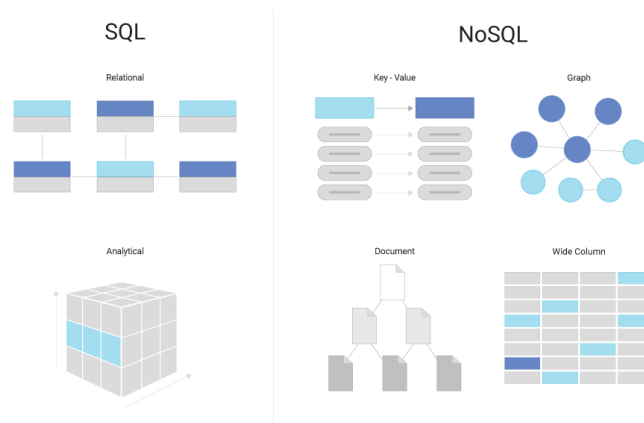 SQL
NoSQL
Relational
Key - Value
Graph
Analytical
Document
Wide Column